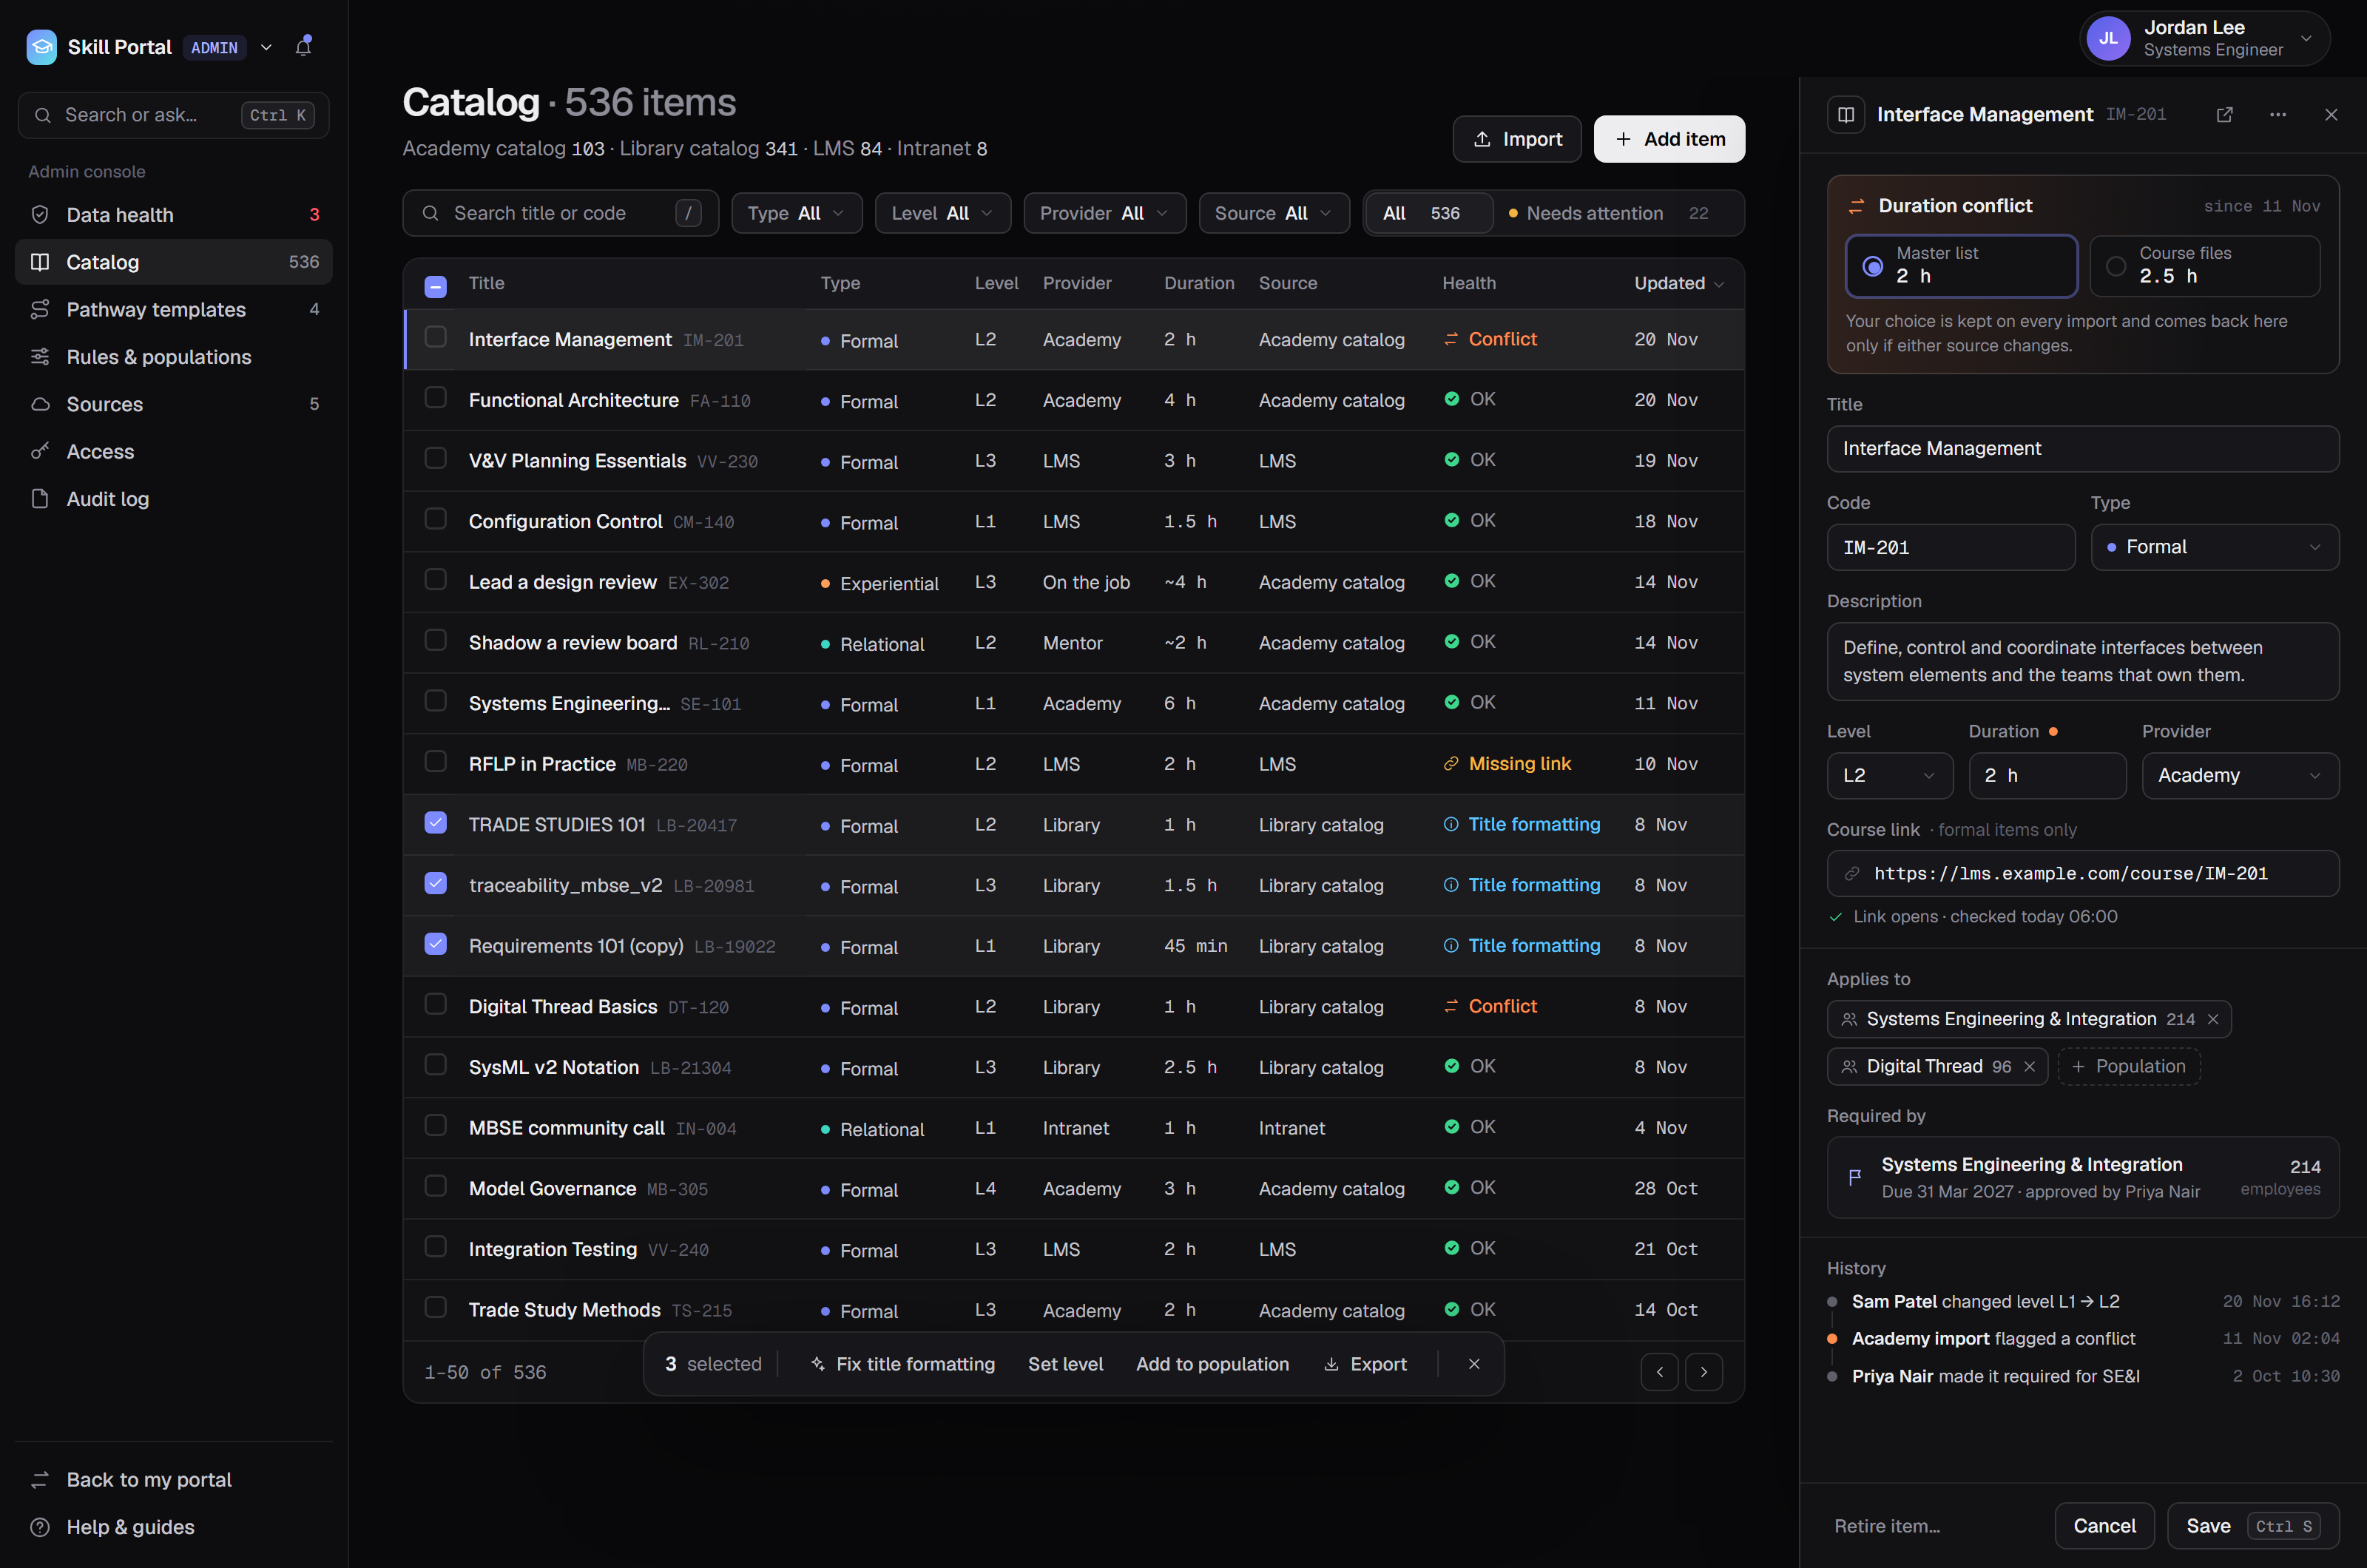 Skill Portal ADMIN
Search or ask... Ctrl K
Admin console
Data health 3
Catalog 536
Pathway templates 4
Rules & populations
Sources 5
Access
Audit log
Back to my portal
Help & guides
JL Jordan Lee
Systems Engineer
Catalog · 536 items
Academy catalog 103 · Library catalog 341 · LMS 84 · Intranet 8
Import
Add item
Search title or code / Type All Level All Provider All Source All All 536 Needs attention 22
Title Type Level Provider Duration Source Health Updated
Interface Management IM-201 Formal L2 Academy 2 h Academy catalog Conflict 20 Nov
Functional Architecture FA-110 Formal L2 Academy 4 h Academy catalog OK 20 Nov
V&V Planning Essentials VV-230 Formal L3 LMS 3 h LMS OK 19 Nov
Configuration Control CM-140 Formal L1 LMS 1.5 h LMS OK 18 Nov
Lead a design review EX-302 Experiential L3 On the job ~4 h Academy catalog OK 14 Nov
Shadow a review board RL-210 Relational L2 Mentor ~2 h Academy catalog OK 14 Nov
Systems Engineering... SE-101 Formal L1 Academy 6 h Academy catalog OK 11 Nov
RFLP in Practice MB-220 Formal L2 LMS 2 h LMS Missing link 10 Nov
TRADE STUDIES 101 LB-20417 Formal L2 Library 1 h Library catalog Title formatting 8 Nov
traceability_mbse_v2 LB-20981 Formal L3 Library 1.5 h Library catalog Title formatting 8 Nov
Requirements 101 (copy) LB-19022 Formal L1 Library 45 min Library catalog Title formatting 8 Nov
Digital Thread Basics DT-120 Formal L2 Library 1 h Library catalog Conflict 8 Nov
SysML v2 Notation LB-21304 Formal L3 Library 2.5 h Library catalog OK 8 Nov
MBSE community call IN-004 Relational L1 Intranet 1 h Intranet OK 4 Nov
Model Governance MB-305 Formal L4 Academy 3 h Academy catalog OK 28 Oct
Integration Testing VV-240 Formal L3 LMS 2 h LMS OK 21 Oct
Trade Study Methods TS-215 Formal L3 Academy 2 h Academy catalog OK 14 Oct
1-50 of 536
3 selected Fix title formatting Set level Add to population Export
Interface Management IM-201
Duration conflict since 11 Nov
Master list
2 h
Course files
2.5 h
Your choice is kept on every import and comes back here
only if either source changes.
Title
Interface Management
Code Type
IM-201 Formal
Description
Define, control and coordinate interfaces between
system elements and the teams that own them.
Level Duration Provider
L2 2 h Academy
Course link · formal items only
https://lms.example.com/course/IM-201
Link opens · checked today 06:00
Applies to
Systems Engineering & Integration 214
Digital Thread 96 Population
Required by
Systems Engineering & Integration 214
Due 31 Mar 2027 · approved by Priya Nair employees
History
Sam Patel changed level L1 → L2 20 Nov 16:12
Academy import flagged a conflict 11 Nov 02:04
Priya Nair made it required for SE&I 2 Oct 10:30
Retire item... Cancel Save Ctrl S